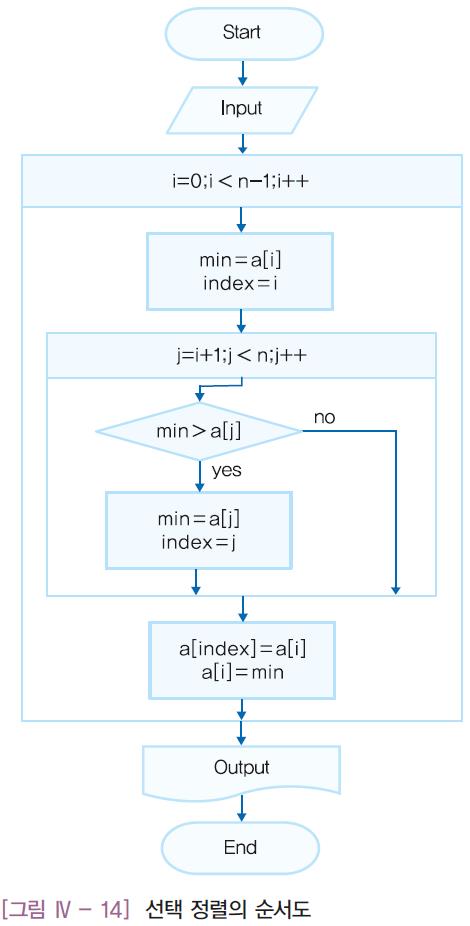 Start
Input
i=0;i<n-1;i++
min=a[i]
index=i
j=i+1;j<n;j++
min>a[j]
no
yes
min=a[j]
index=j
a[index]=a[i]
a[i]=min
Output
End
[그림 Ⅳ - 14] 선택 정렬의 순서도